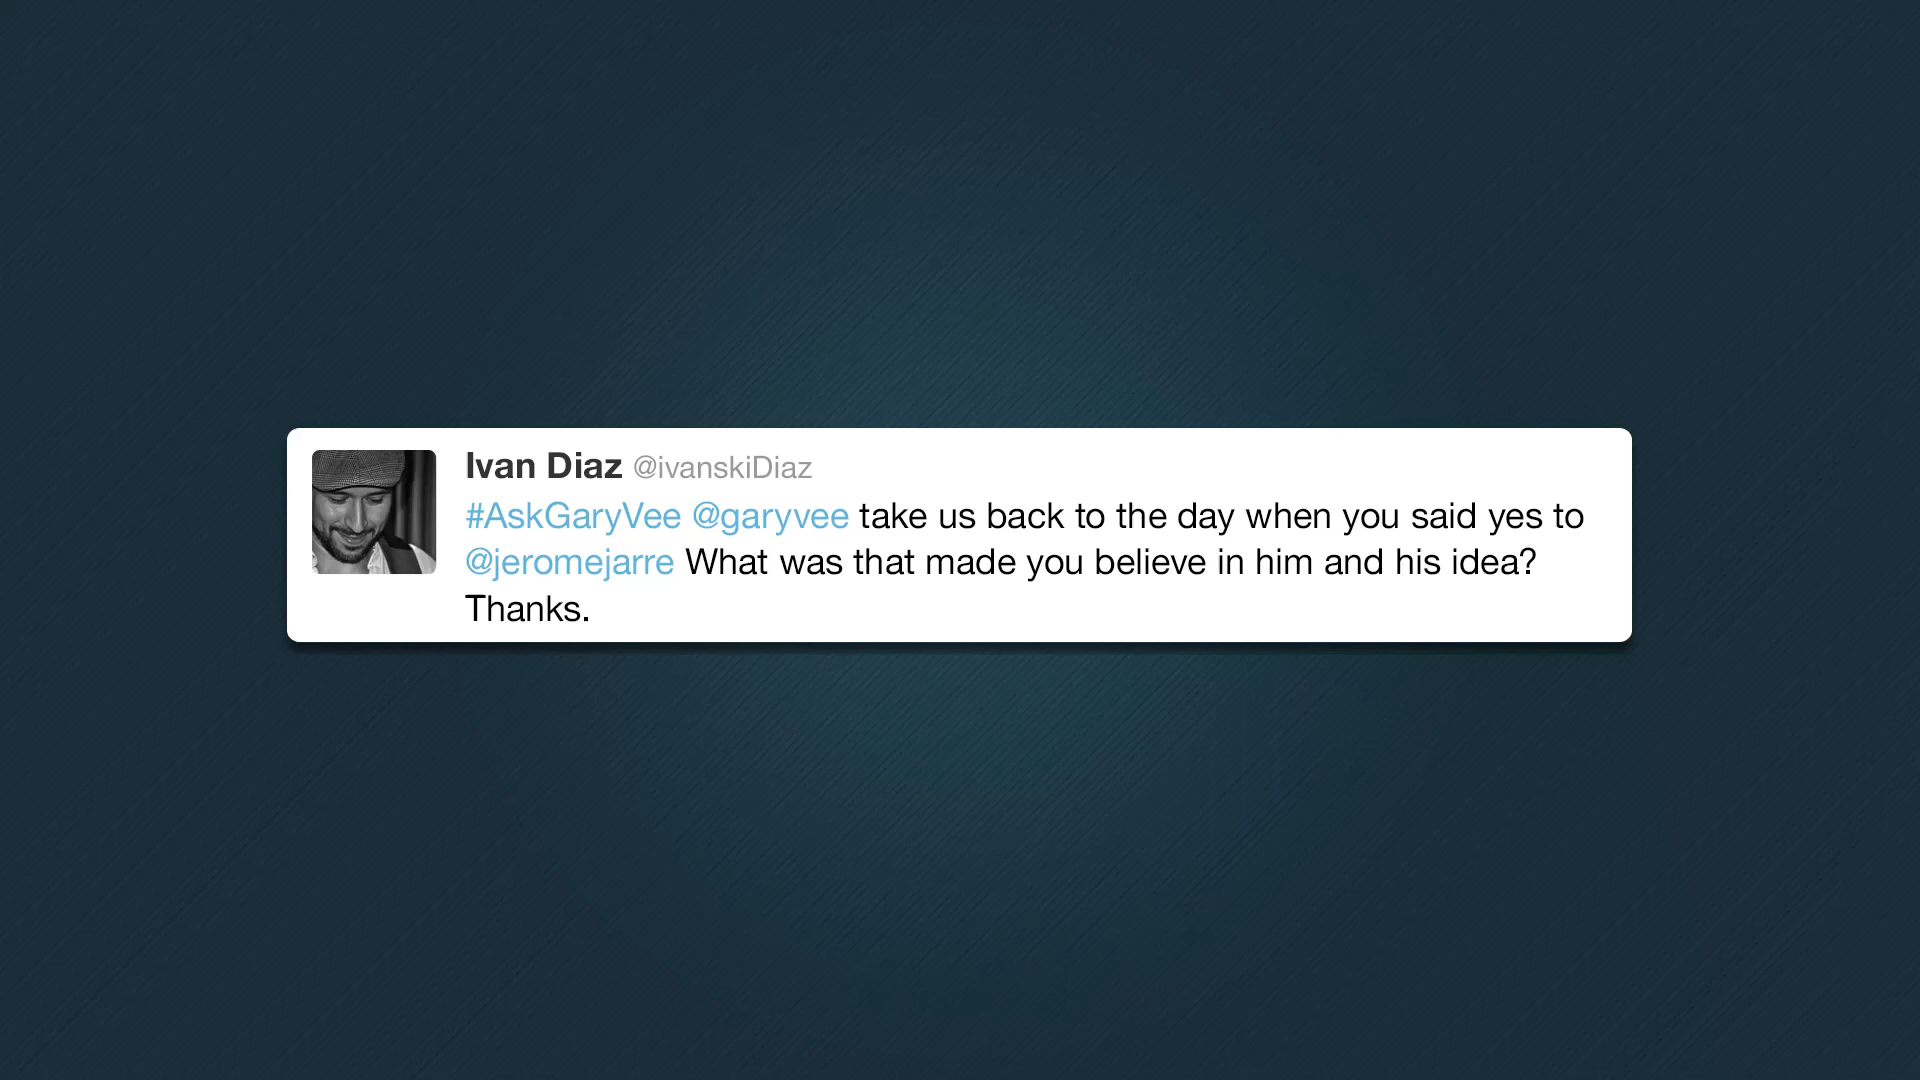 Ivan Diaz @ivanskiDiaz
#AskGaryVee @garyvee take us back to the day when you said yes to
@jeromejarre What was that made you believe in him and his idea?
Thanks.